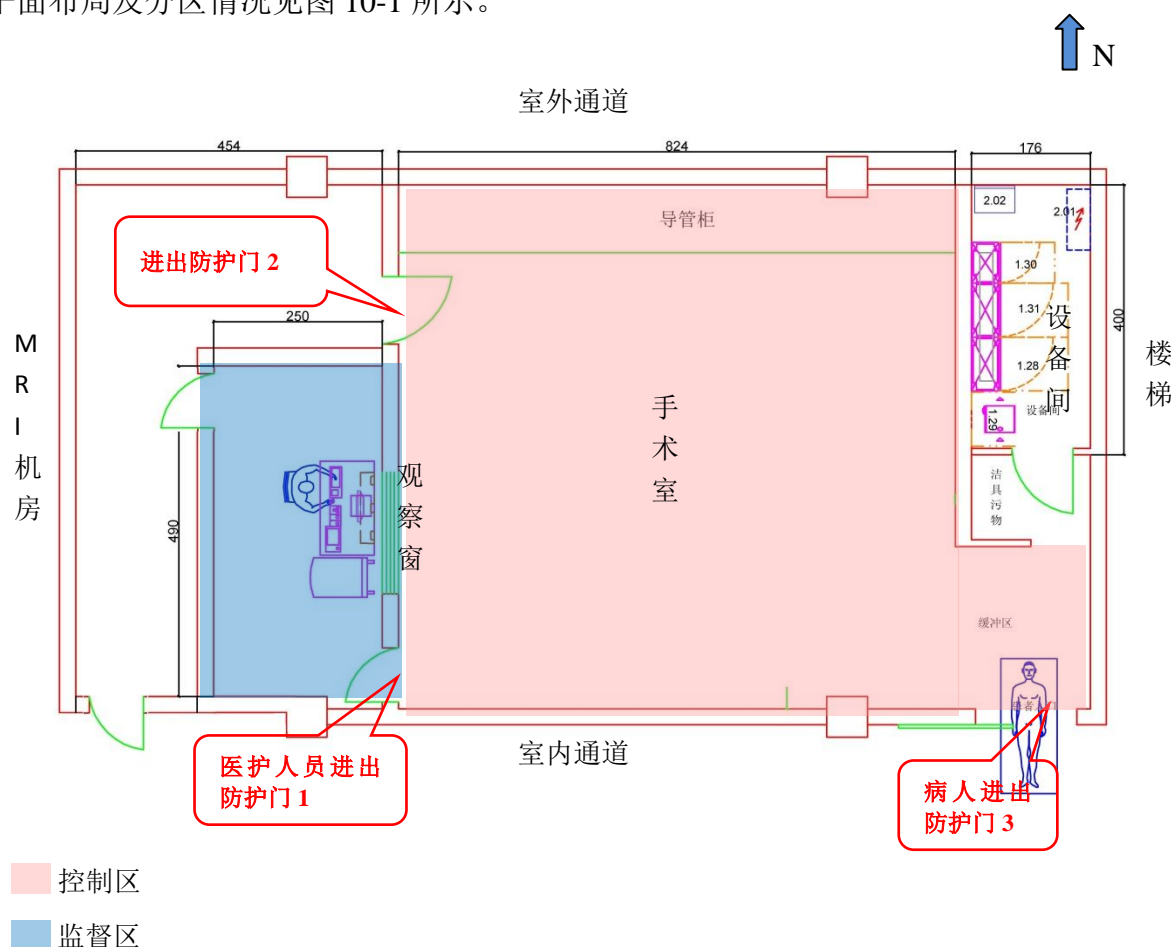 平面布局及分区情况见图 10-1 所示。
N
室外通道
454
824
176
导管柜
2.02
2.01
进出防护门 2
1.30
1.31
1.28
1.29
设备间
设备间
400
楼梯
250
MRI机房
手术室
观察窗
490
洁具污物
缓冲区
医护人员进出
防护门 1
室内通道
病人进出
防护门 3
控制区
监督区